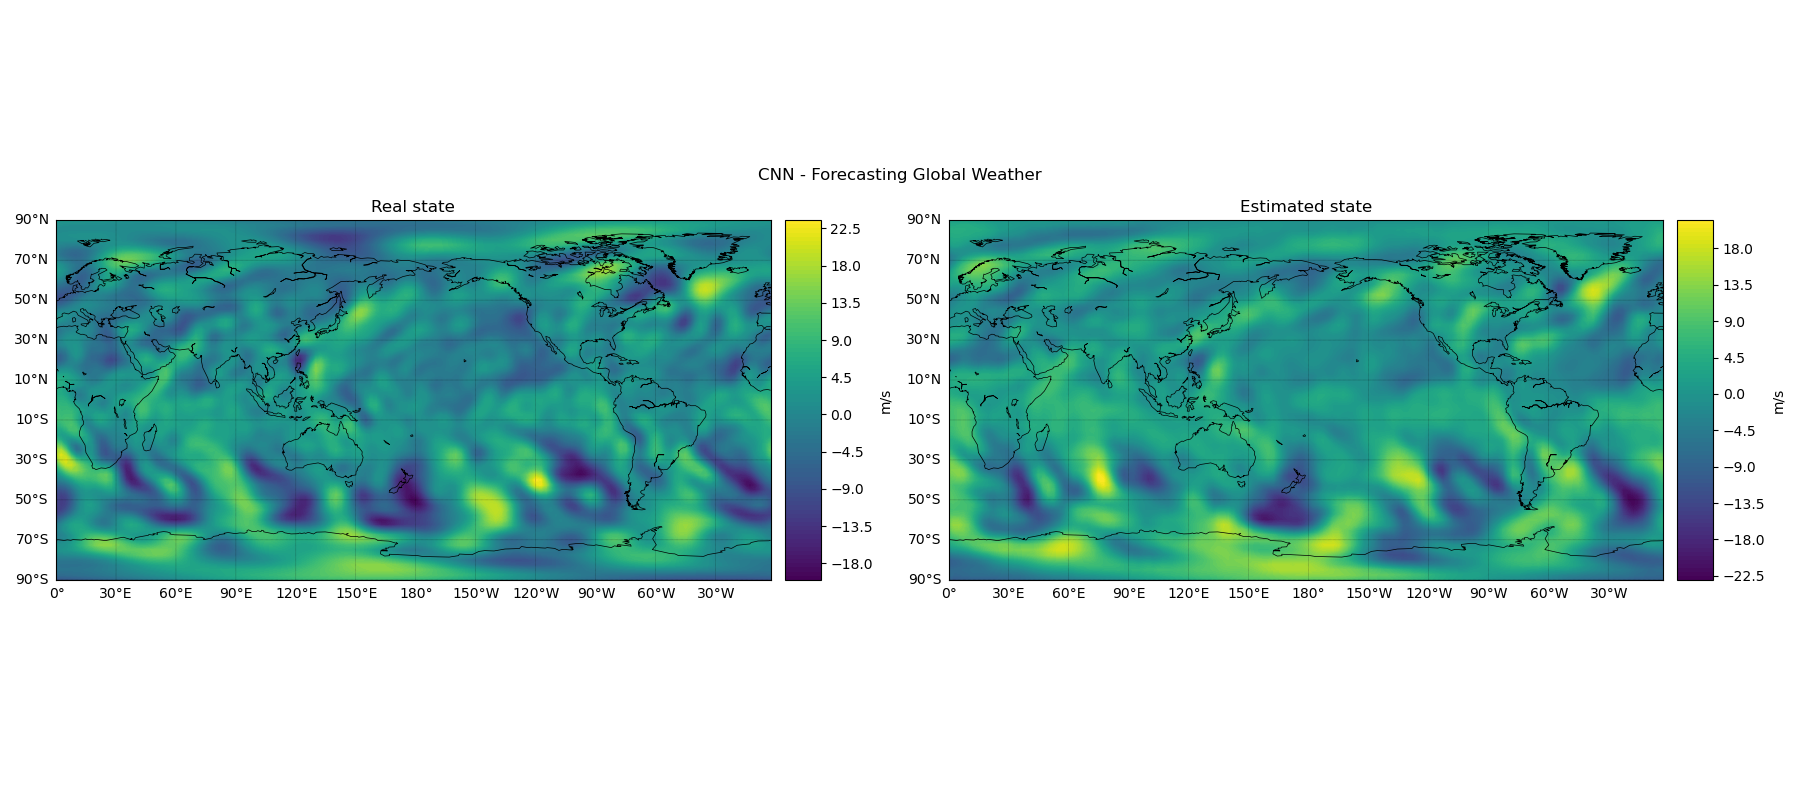 CNN - Forecasting Global Weather
Real state
90°N
70°N
50°N
30°N
10°N
10°S
30°S
50°S
70°S
90°S
0°
30°E
60°E
90°E
120°E
150°E
180°
150°W
120°W
90°W
60°W
30°W
22.5
18.0
13.5
9.0
4.5
0.0
−4.5
−9.0
−13.5
−18.0
m/s
Estimated state
90°N
70°N
50°N
30°N
10°N
10°S
30°S
50°S
70°S
90°S
0°
30°E
60°E
90°E
120°E
150°E
180°
150°W
120°W
90°W
60°W
30°W
18.0
13.5
9.0
4.5
0.0
−4.5
−9.0
−13.5
−18.0
−22.5
m/s